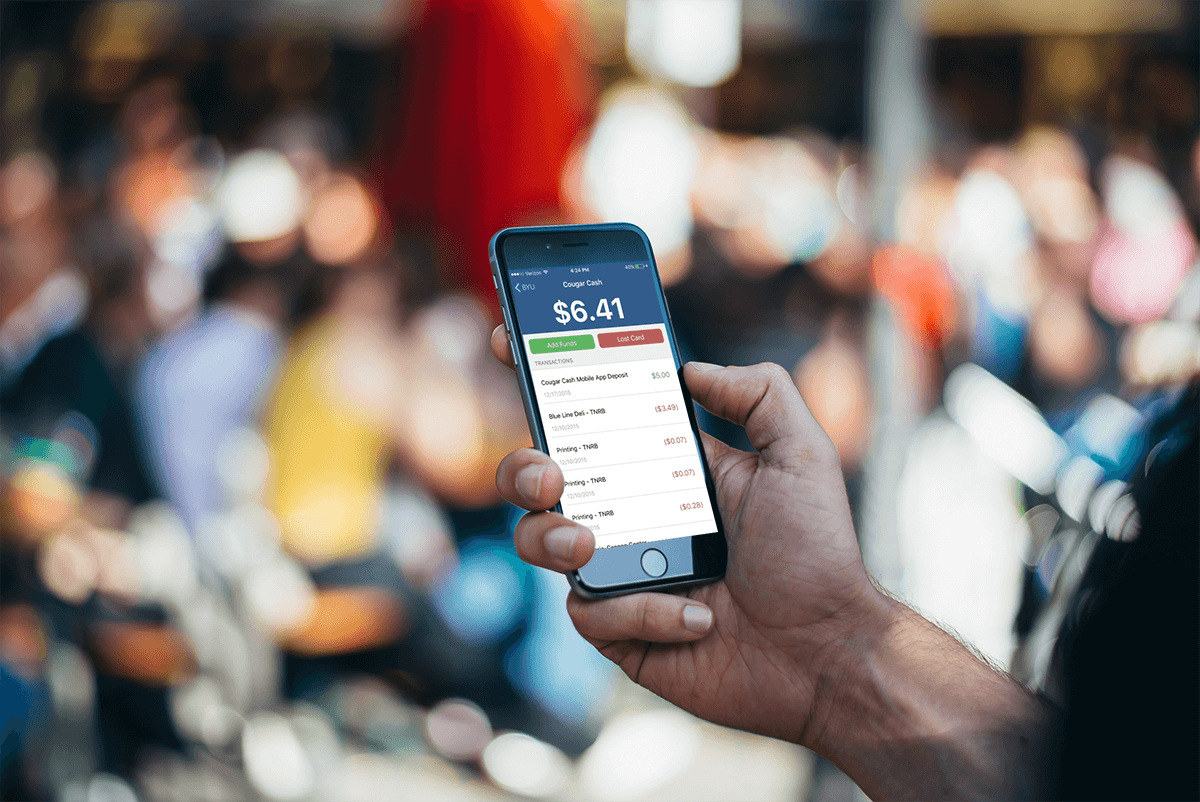 Verizon 4:24 PM 40%
BYU Cougar Cash
$6.41
Add Funds Lost Card
TRANSACTIONS
Cougar Cash Mobile App Deposit $5.00
12/17/2015
Blue Line Deli - TNRB ($3.49)
12/10/2015
Printing - TNRB ($0.07)
12/10/2015
Printing - TNRB ($0.07)
12/10/2015
Printing - TNRB ($0.28)
2015